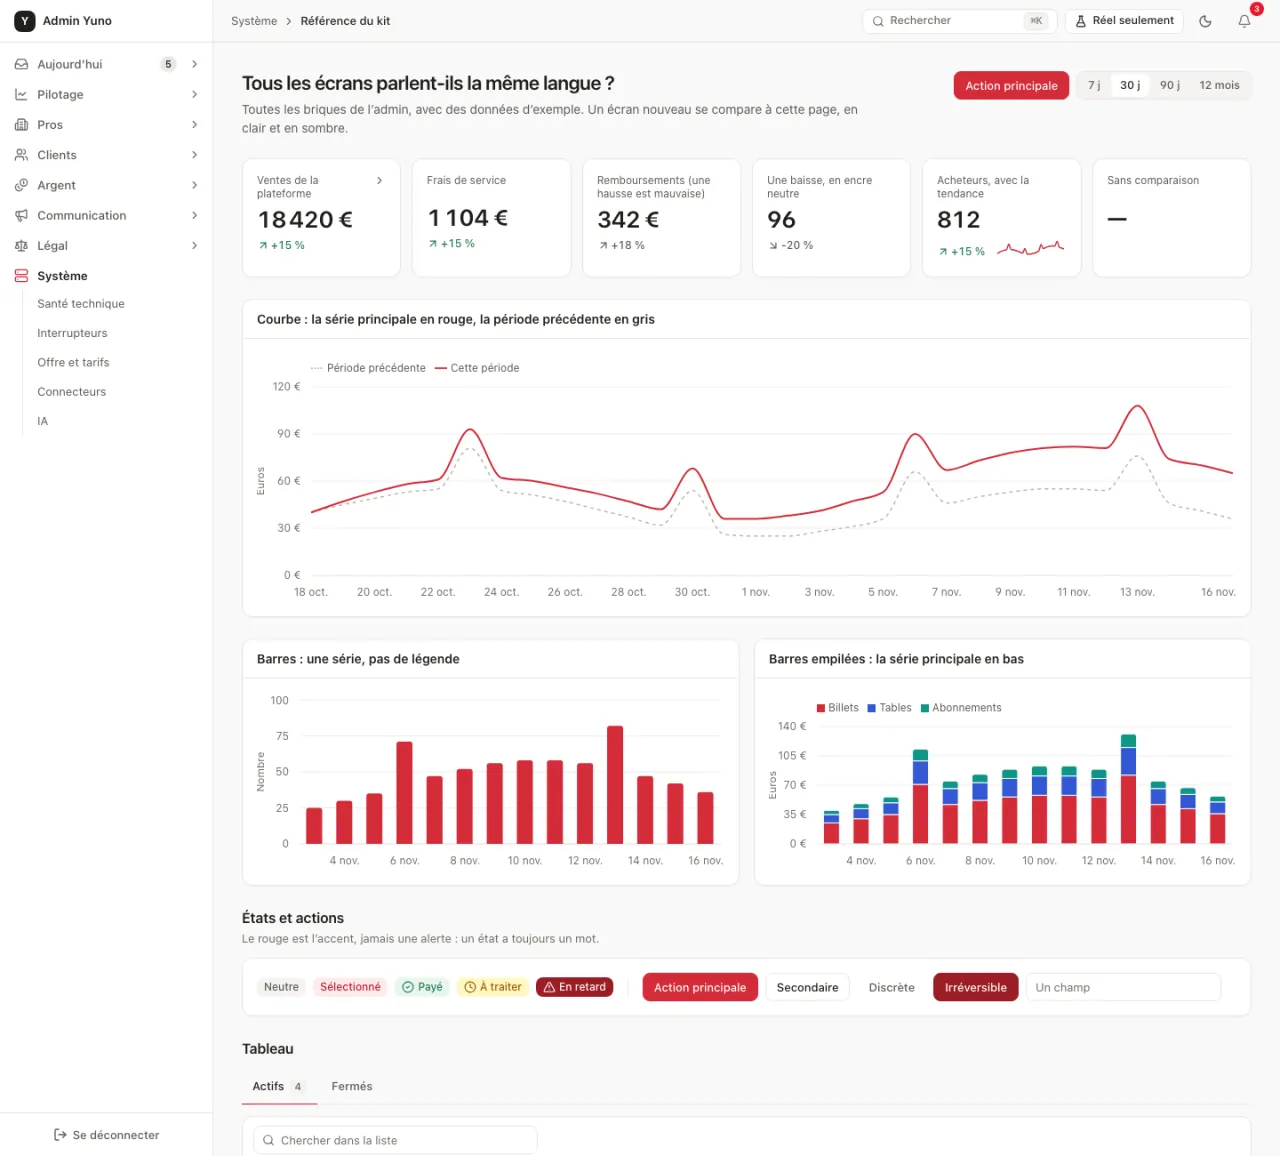 Y Admin Yuno
Système > Référence du kit
Rechercher ⌘K
Réel seulement
3
Aujourd'hui 5
Pilotage
Pros
Clients
Argent
Communication
Légal
Système
Santé technique
Interrupteurs
Offre et tarifs
Connecteurs
IA
Se déconnecter
Tous les écrans parlent-ils la même langue ?
Toutes les briques de l'admin, avec des données d'exemple. Un écran nouveau se compare à cette page, en
clair et en sombre.
Action principale
7 j 30 j 90 j 12 mois
Ventes de la
plateforme
18 420 €
+15 %
Frais de service
1 104 €
+15 %
Remboursements (une
hausse est mauvaise)
342 €
+18 %
Une baisse, en encre
neutre
96
-20 %
Acheteurs, avec la
tendance
812
+15 %
Sans comparaison
—
Courbe : la série principale en rouge, la période précédente en gris
Période précédente Cette période
Euros
120 €
90 €
60 €
30 €
0 €
18 oct. 20 oct. 22 oct. 24 oct. 26 oct. 28 oct. 30 oct. 1 nov. 3 nov. 5 nov. 7 nov. 9 nov. 11 nov. 13 nov. 16 nov.
Barres : une série, pas de légende
Nombre
100
75
50
25
0
4 nov. 6 nov. 8 nov. 10 nov. 12 nov. 14 nov. 16 nov.
Barres empilées : la série principale en bas
Billets Tables Abonnements
Euros
140 €
105 €
70 €
35 €
0 €
4 nov. 6 nov. 8 nov. 10 nov. 12 nov. 14 nov. 16 nov.
États et actions
Le rouge est l'accent, jamais une alerte : un état a toujours un mot.
Neutre Sélectionné Payé À traiter En retard Action principale Secondaire Discrète Irréversible Un champ
Tableau
Actifs 4 Fermés
Chercher dans la liste